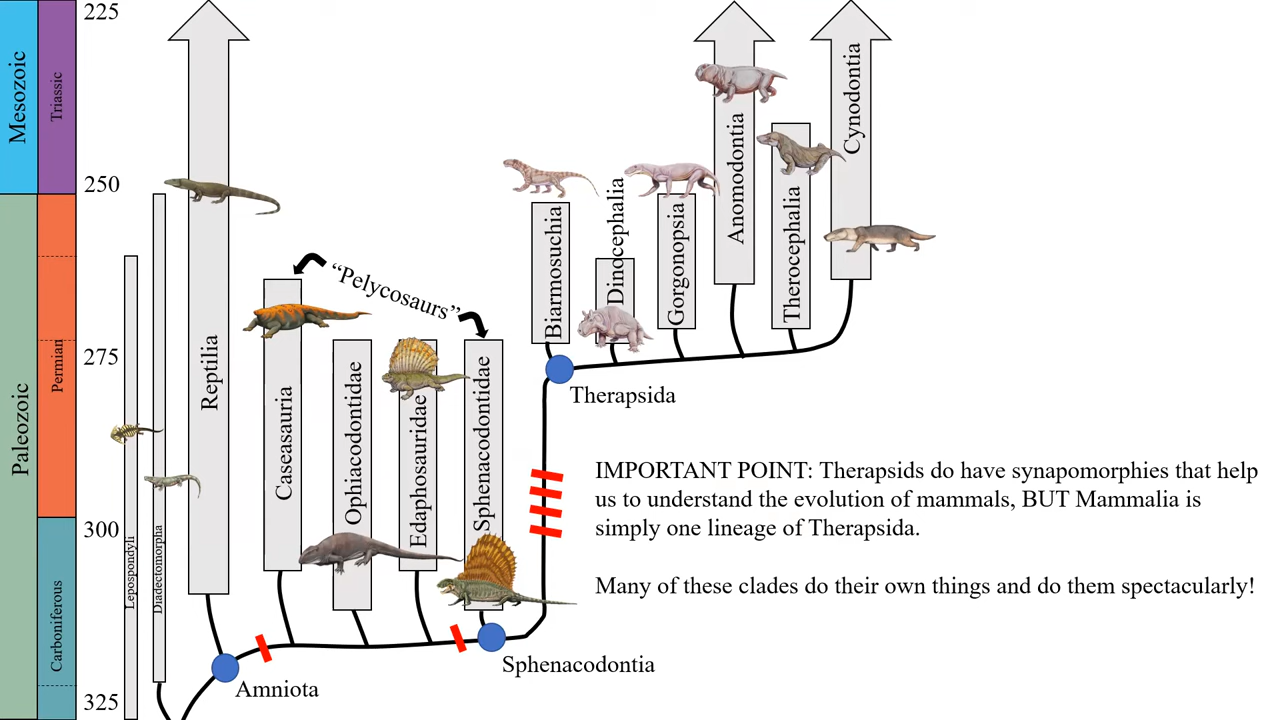 225
250
275
300
325
Mesozoic
Triassic
Paleozoic
Permian
Carboniferous
Lepospondyli
Diadectomorpha
Reptilia
Caseasauria
Ophiacodontidae
Edaphosauridae
Sphenacodontidae
“Pelycosaurs”
Biarmosuchia
Dinocephalia
Gorgonopsia
Anomodontia
Therocephalia
Cynodontia
Therapsida
IMPORTANT POINT: Therapsids do have synapomorphies that help
us to understand the evolution of mammals, BUT Mammalia is
simply one lineage of Therapsida.
Many of these clades do their own things and do them spectacularly!
Sphenacodontia
Amniota